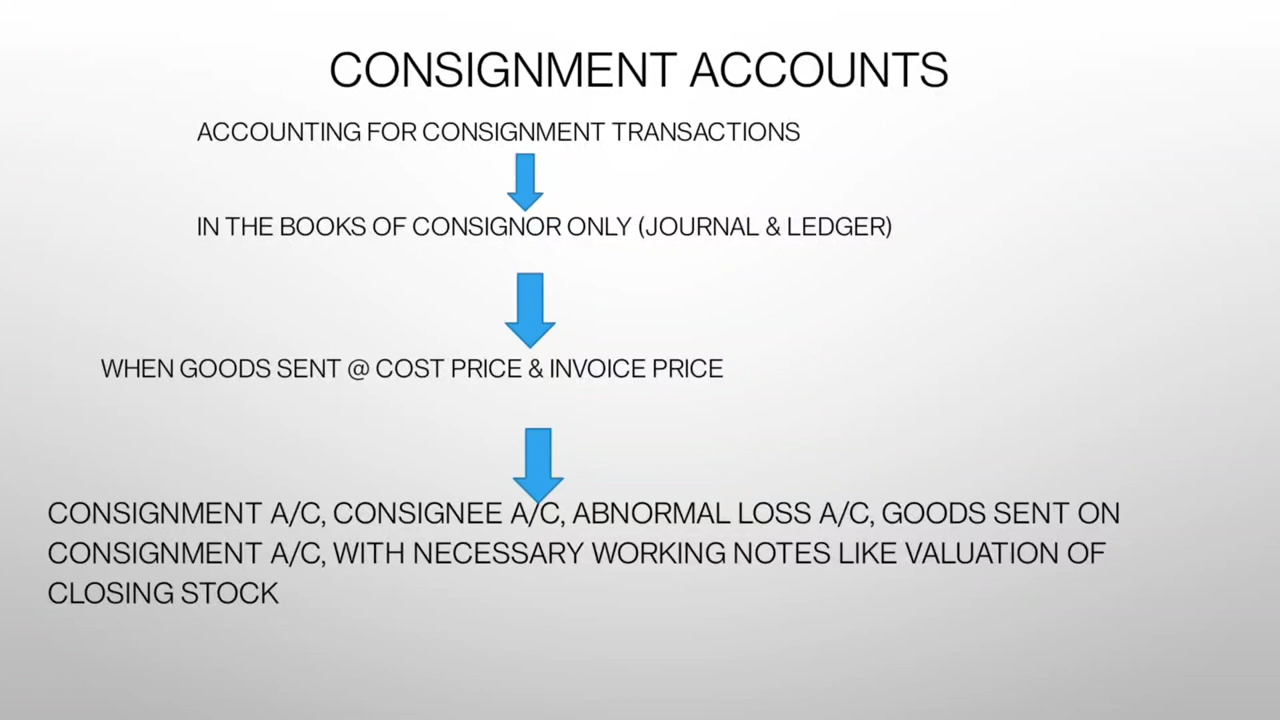 CONSIGNMENT ACCOUNTS
ACCOUNTING FOR CONSIGNMENT TRANSACTIONS
IN THE BOOKS OF CONSIGNOR ONLY (JOURNAL & LEDGER)
WHEN GOODS SENT @ COST PRICE & INVOICE PRICE
CONSIGNMENT A/C, CONSIGNEE A/C, ABNORMAL LOSS A/C, GOODS SENT ON
CONSIGNMENT A/C, WITH NECESSARY WORKING NOTES LIKE VALUATION OF
CLOSING STOCK